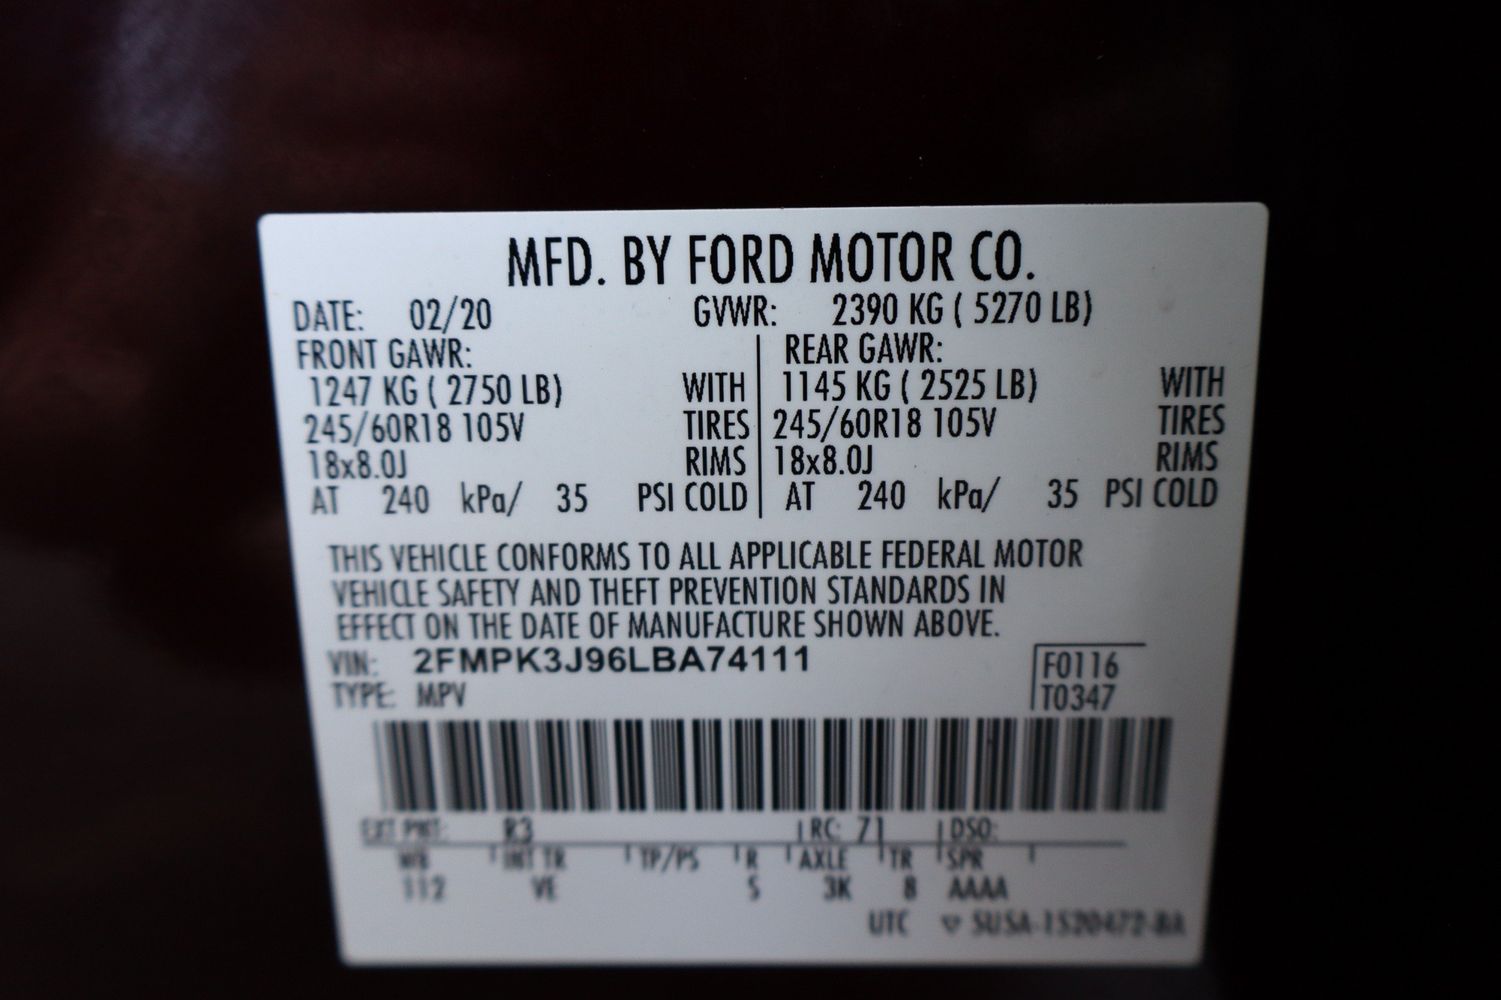 MFD. BY FORD MOTOR CO.
DATE: 02/20 GVWR: 2390 KG ( 5270 LB)
FRONT GAWR: REAR GAWR:
1247 KG ( 2750 LB) WITH 1145 KG ( 2525 LB) WITH
245/60R18 105V TIRES 245/60R18 105V TIRES
18x8.0J RIMS 18x8.0J RIMS
AT 240 kPa/ 35 PSI COLD AT 240 kPa/ 35 PSI COLD
THIS VEHICLE CONFORMS TO ALL APPLICABLE FEDERAL MOTOR
VEHICLE SAFETY AND THEFT PREVENTION STANDARDS IN
EFFECT ON THE DATE OF MANUFACTURE SHOWN ABOVE.
VIN: 2FMPK3J96LBA74111 F0116
TYPE: MPV T0347
EXT PNT: R3 RC: 71 DSO:
WB INT TR TP/PS R AXLE TR SPR
112 VE S 3K 8 AAAA
UTC 5U5A-1520472-BA